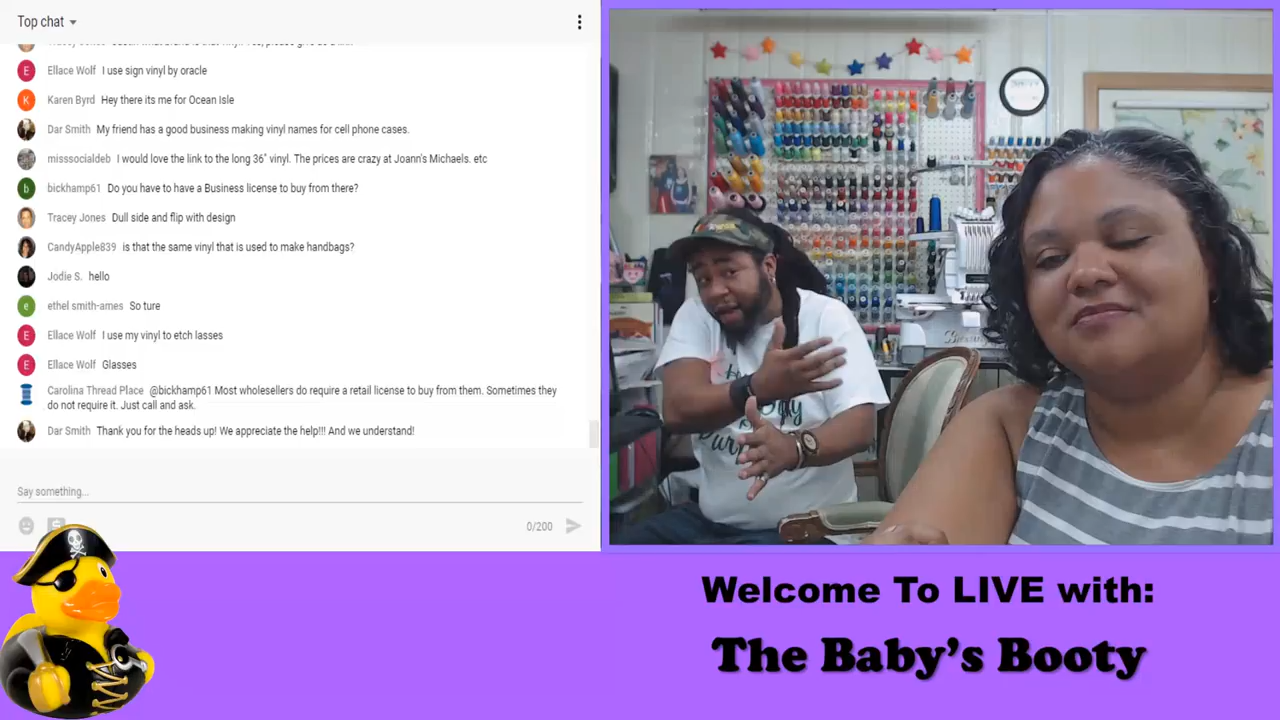 Top chat
Ellace Wolf I use sign vinyl by oracle
Karen Byrd Hey there its me for Ocean Isle
Dar Smith My friend has a good business making vinyl names for cell phone cases.
misssocialdeb I would love the link to the long 36" vinyl. The prices are crazy at Joann's Michaels. etc
bickhamp61 Do you have to have a Business license to buy from there?
Tracey Jones Dull side and flip with design
CandyApple839 is that the same vinyl that is used to make handbags?
Jodie S. hello
ethel smith-ames So ture
Ellace Wolf I use my vinyl to etch lasses
Ellace Wolf Glasses
Carolina Thread Place @bickhamp61 Most wholesellers do require a retail license to buy from them. Sometimes they
do not require it. Just call and ask.
Dar Smith Thank you for the heads up! We appreciate the help!!! And we understand!
Say something...
0/200
Welcome To LIVE with:
The Baby's Booty